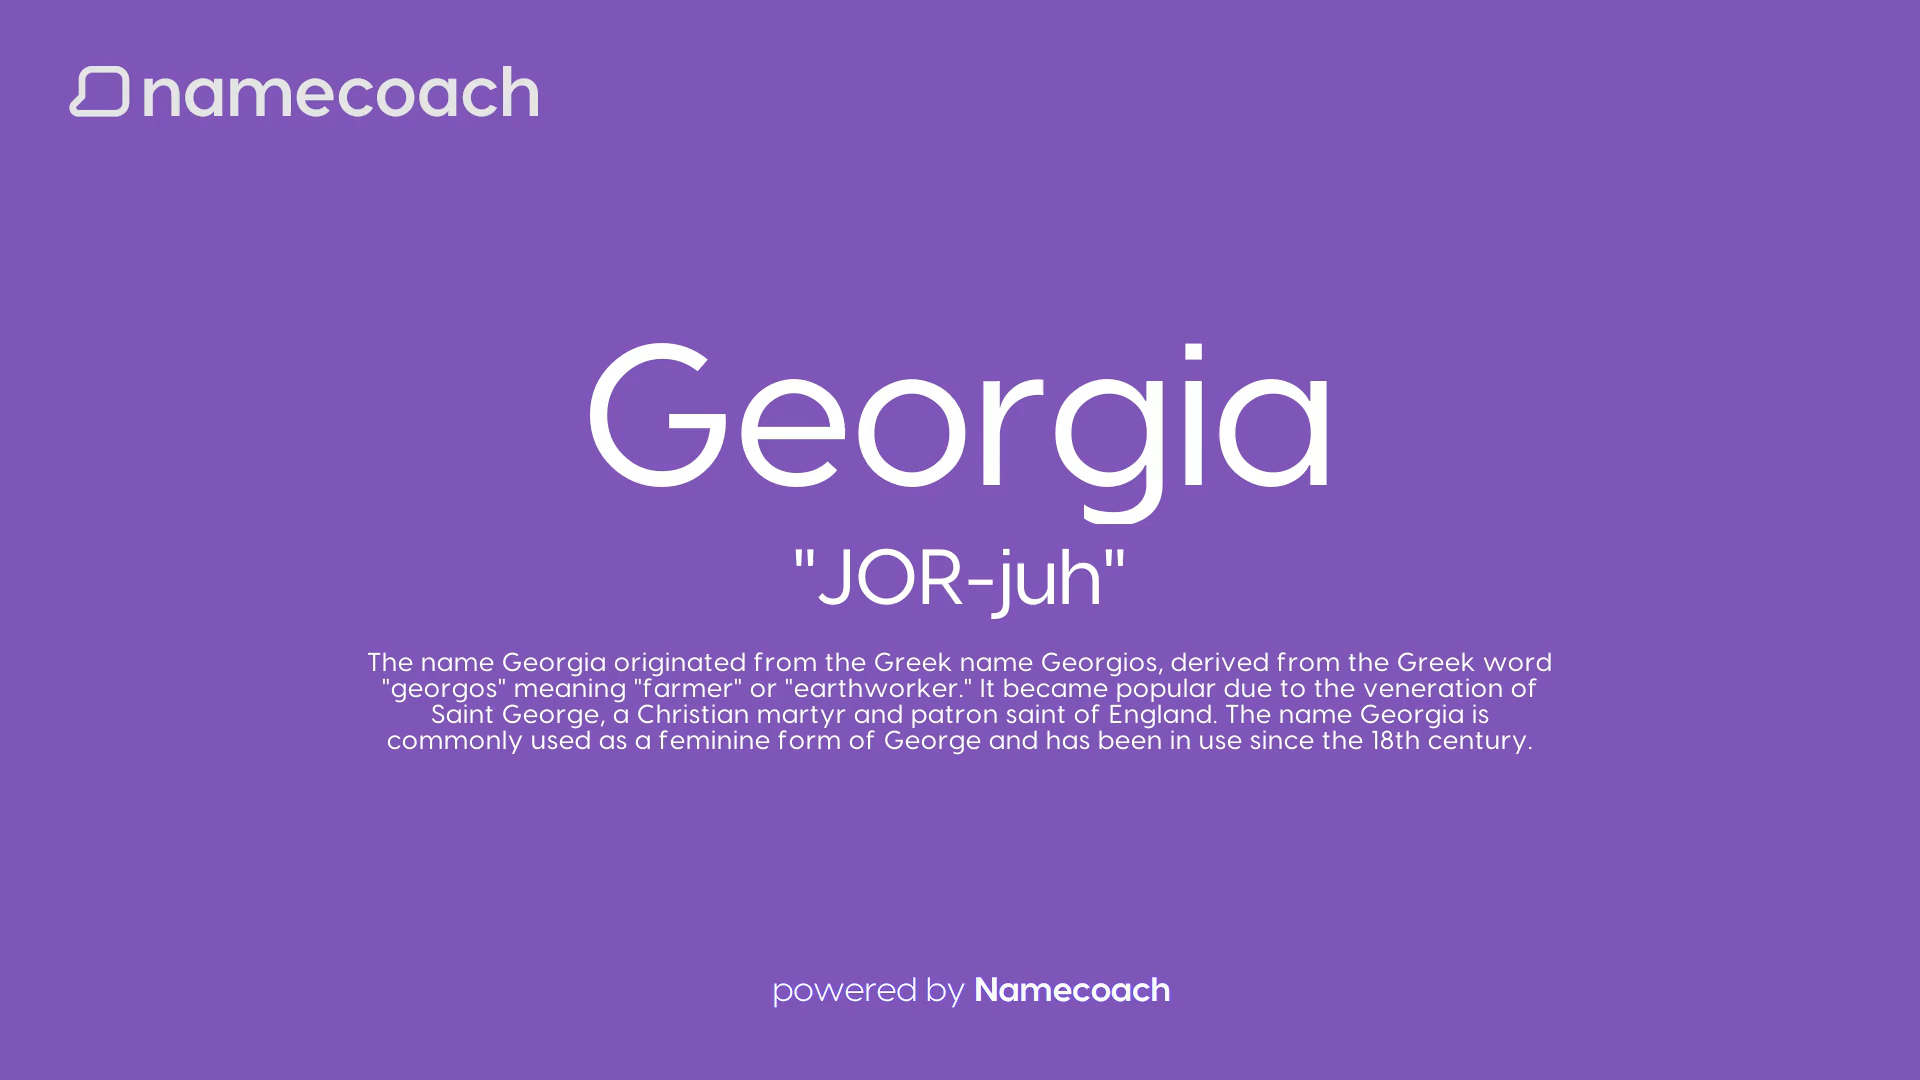 namecoach
Georgia
"JOR-juh"
The name Georgia originated from the Greek name Georgios, derived from the Greek word
"georgos" meaning "farmer" or "earthworker." It became popular due to the veneration of
Saint George, a Christian martyr and patron saint of England. The name Georgia is
commonly used as a feminine form of George and has been in use since the 18th century.
powered by Namecoach